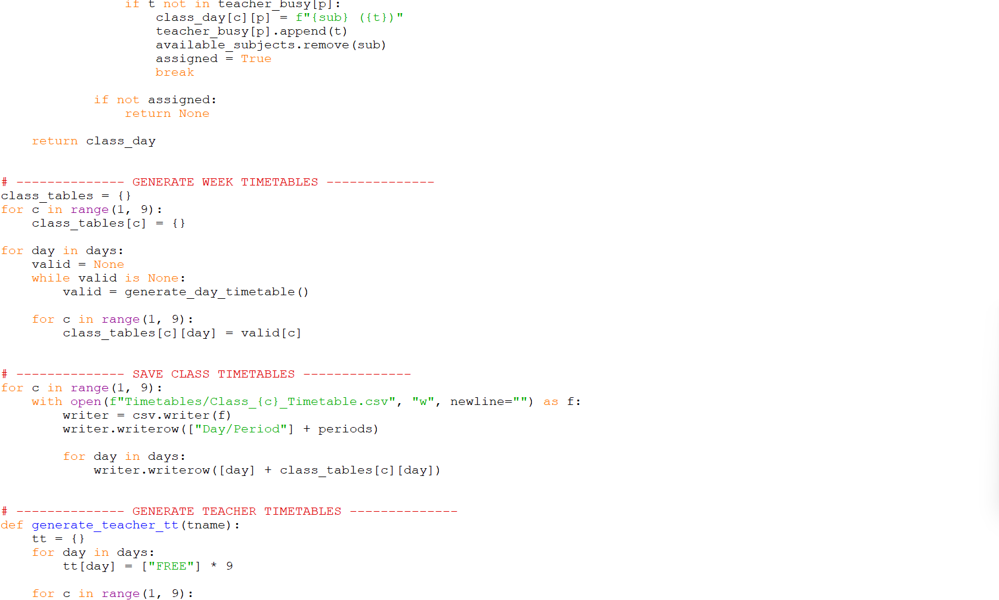 if t not in teacher_busy[p]:
                    class_day[c][p] = f"{sub} ({t})"
                    teacher_busy[p].append(t)
                    available_subjects.remove(sub)
                    assigned = True
                    break

            if not assigned:
                return None

    return class_day


# -------------- GENERATE WEEK TIMETABLES --------------
class_tables = {}
for c in range(1, 9):
    class_tables[c] = {}

for day in days:
    valid = None
    while valid is None:
        valid = generate_day_timetable()

    for c in range(1, 9):
        class_tables[c][day] = valid[c]


# -------------- SAVE CLASS TIMETABLES --------------
for c in range(1, 9):
    with open(f"Timetables/Class_{c}_Timetable.csv", "w", newline="") as f:
        writer = csv.writer(f)
        writer.writerow(["Day/Period"] + periods)

        for day in days:
            writer.writerow([day] + class_tables[c][day])


# -------------- GENERATE TEACHER TIMETABLES --------------
def generate_teacher_tt(tname):
    tt = {}
    for day in days:
        tt[day] = ["FREE"] * 9

    for c in range(1, 9):